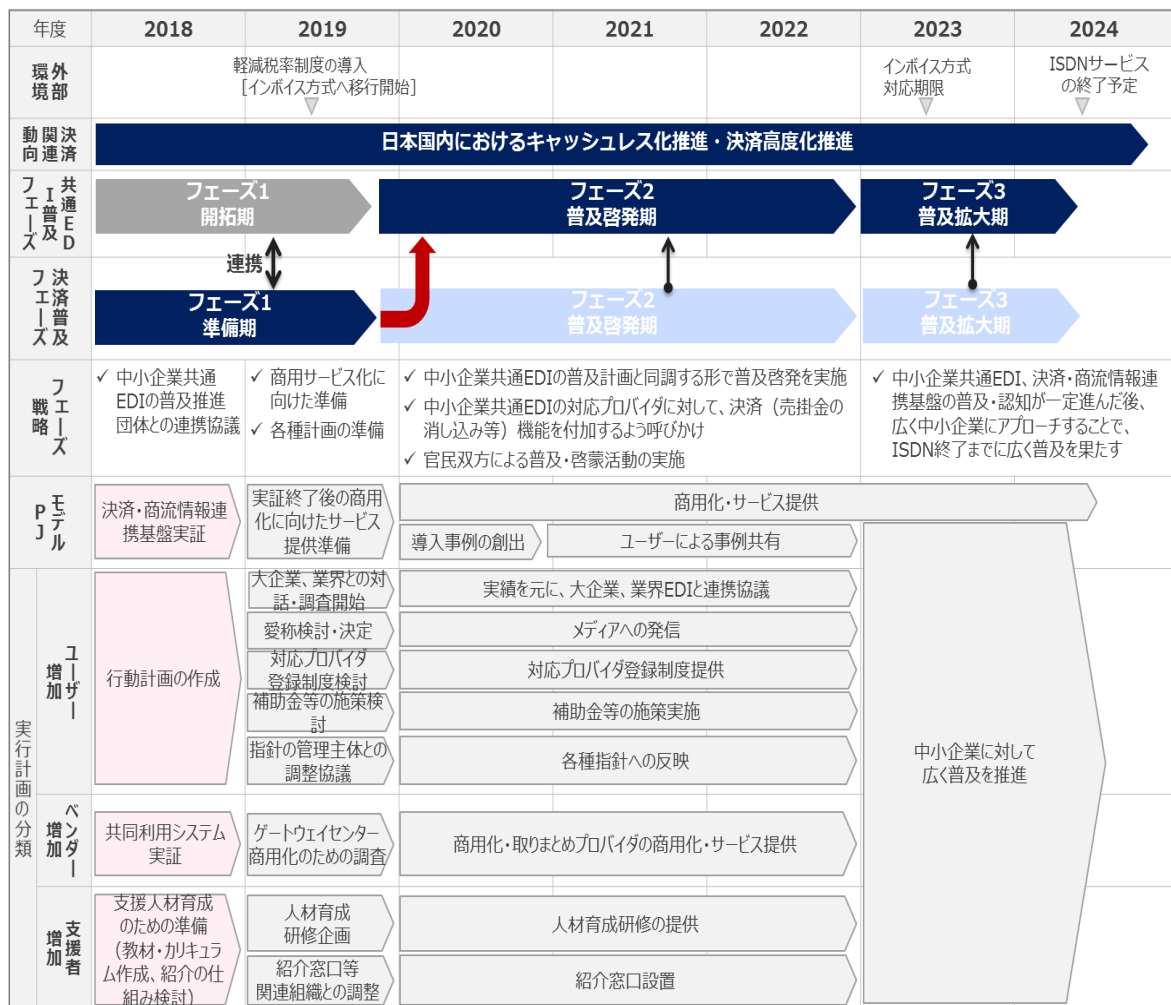 年度
2018
2019
2020
2021
2022
2023
2024
外部環境
軽減税率制度の導入
[インボイス方式へ移行開始]
インボイス方式
対応期限
ISDNサービス
の終了予定
決済関連動向
日本国内におけるキャッシュレス化推進・決済高度化推進
共通EDI普及フェーズ
フェーズ1
開拓期
フェーズ2
普及啓発期
フェーズ3
普及拡大期
連携
決済普及フェーズ
フェーズ1
準備期
フェーズ2
普及啓発期
フェーズ3
普及拡大期
フェーズ戦略
✓ 中小企業共通
EDIの普及推進
団体との連携協議
✓ 商用サービス化に
向けた準備
✓ 各種計画の準備
✓ 中小企業共通EDIの普及計画と同調する形で普及啓発を実施
✓ 中小企業共通EDIの対応プロバイダに対して、決済（売掛金の
消し込み等）機能を付加するよう呼びかけ
✓ 官民双方による普及・啓蒙活動の実施
✓ 中小企業共通EDI、決済・商流情報連
携基盤の普及・認知が一定進んだ後、
広く中小企業にアプローチすることで、
ISDN終了までに広く普及を果たす
モデルPJ
決済・商流情報連
携基盤実証
実証終了後の商用
化に向けたサービス
提供準備
商用化・サービス提供
導入事例の創出
ユーザーによる事例共有
実行計画の分類
ユーザー増加
行動計画の作成
大企業、業界との対
話・調査開始
実績を元に、大企業、業界EDIと連携協議
愛称検討・決定
メディアへの発信
対応プロバイダ
登録制度検討
対応プロバイダ登録制度提供
補助金等の施策検
討
補助金等の施策実施
指針の管理主体との
調整協議
各種指針への反映
中小企業に対して
広く普及を推進
ベンダー増加
共同利用システム
実証
ゲートウェイセンター
商用化のための調査
商用化・取りまとめプロバイダの商用化・サービス提供
支援者増加
支援人材育成
のための準備
（教材・カリキュラ
ム作成、紹介の仕
組み検討）
人材育成
研修企画
人材育成研修の提供
紹介窓口等
関連組織との調整
紹介窓口設置